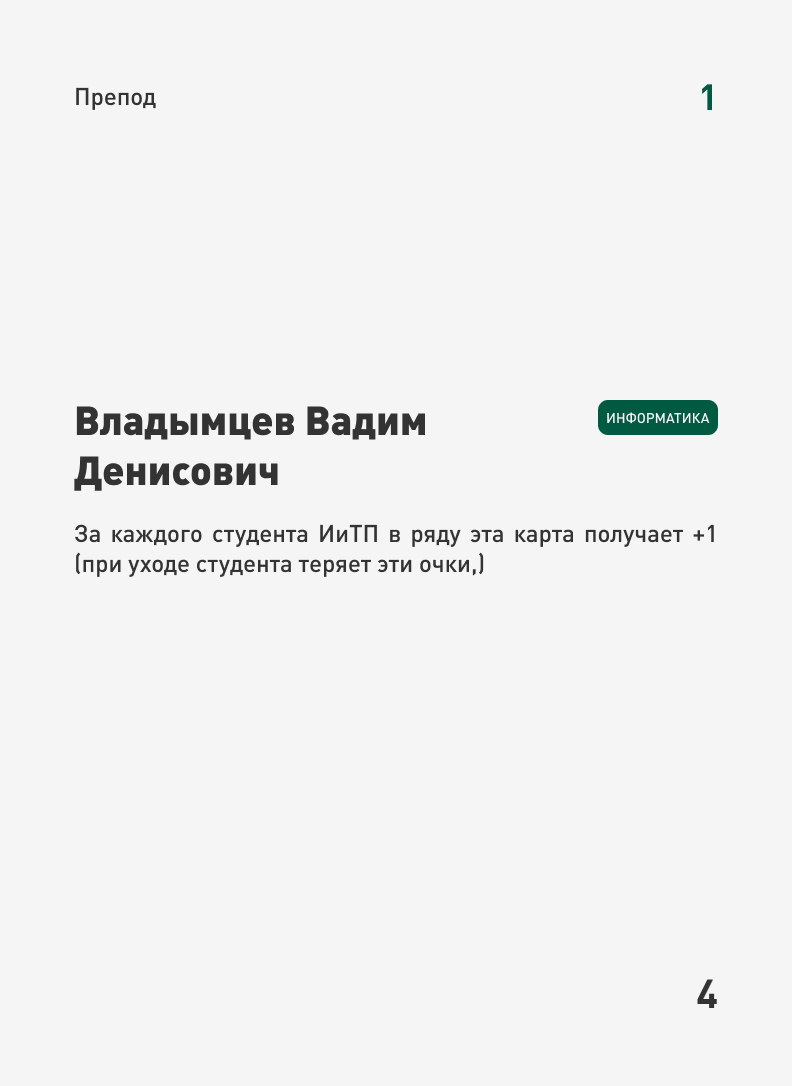 Препод
1
Владымцев Вадим
Денисович
ИНФОРМАТИКА
За каждого студента ИиТП в ряду эта карта получает +1
(при уходе студента теряет эти очки,)
4